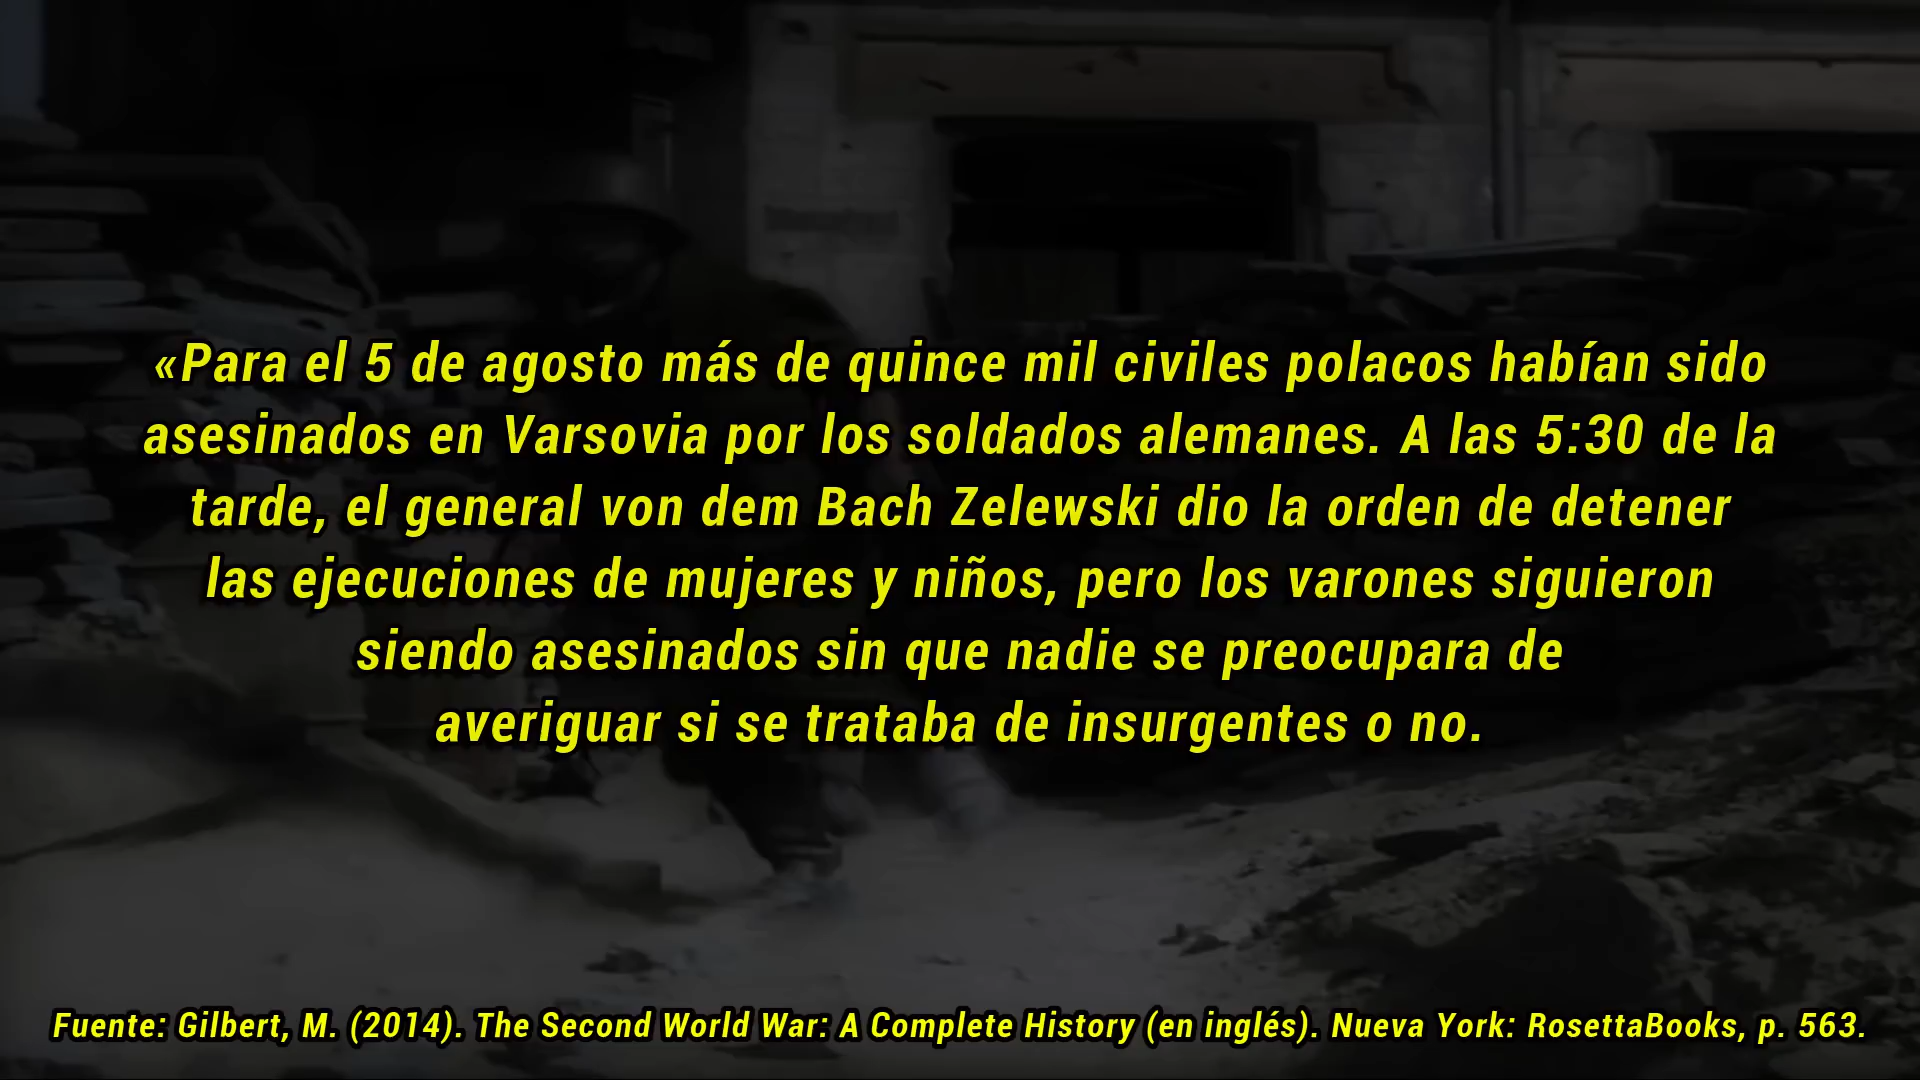 «Para el 5 de agosto más de quince mil civiles polacos habían sido
asesinados en Varsovia por los soldados alemanes. A las 5:30 de la
tarde, el general von dem Bach Zelewski dio la orden de detener
las ejecuciones de mujeres y niños, pero los varones siguieron
siendo asesinados sin que nadie se preocupara de
averiguar si se trataba de insurgentes o no.
Fuente: Gilbert, M. (2014). The Second World War: A Complete History (en inglés). Nueva York: RosettaBooks, p. 563.